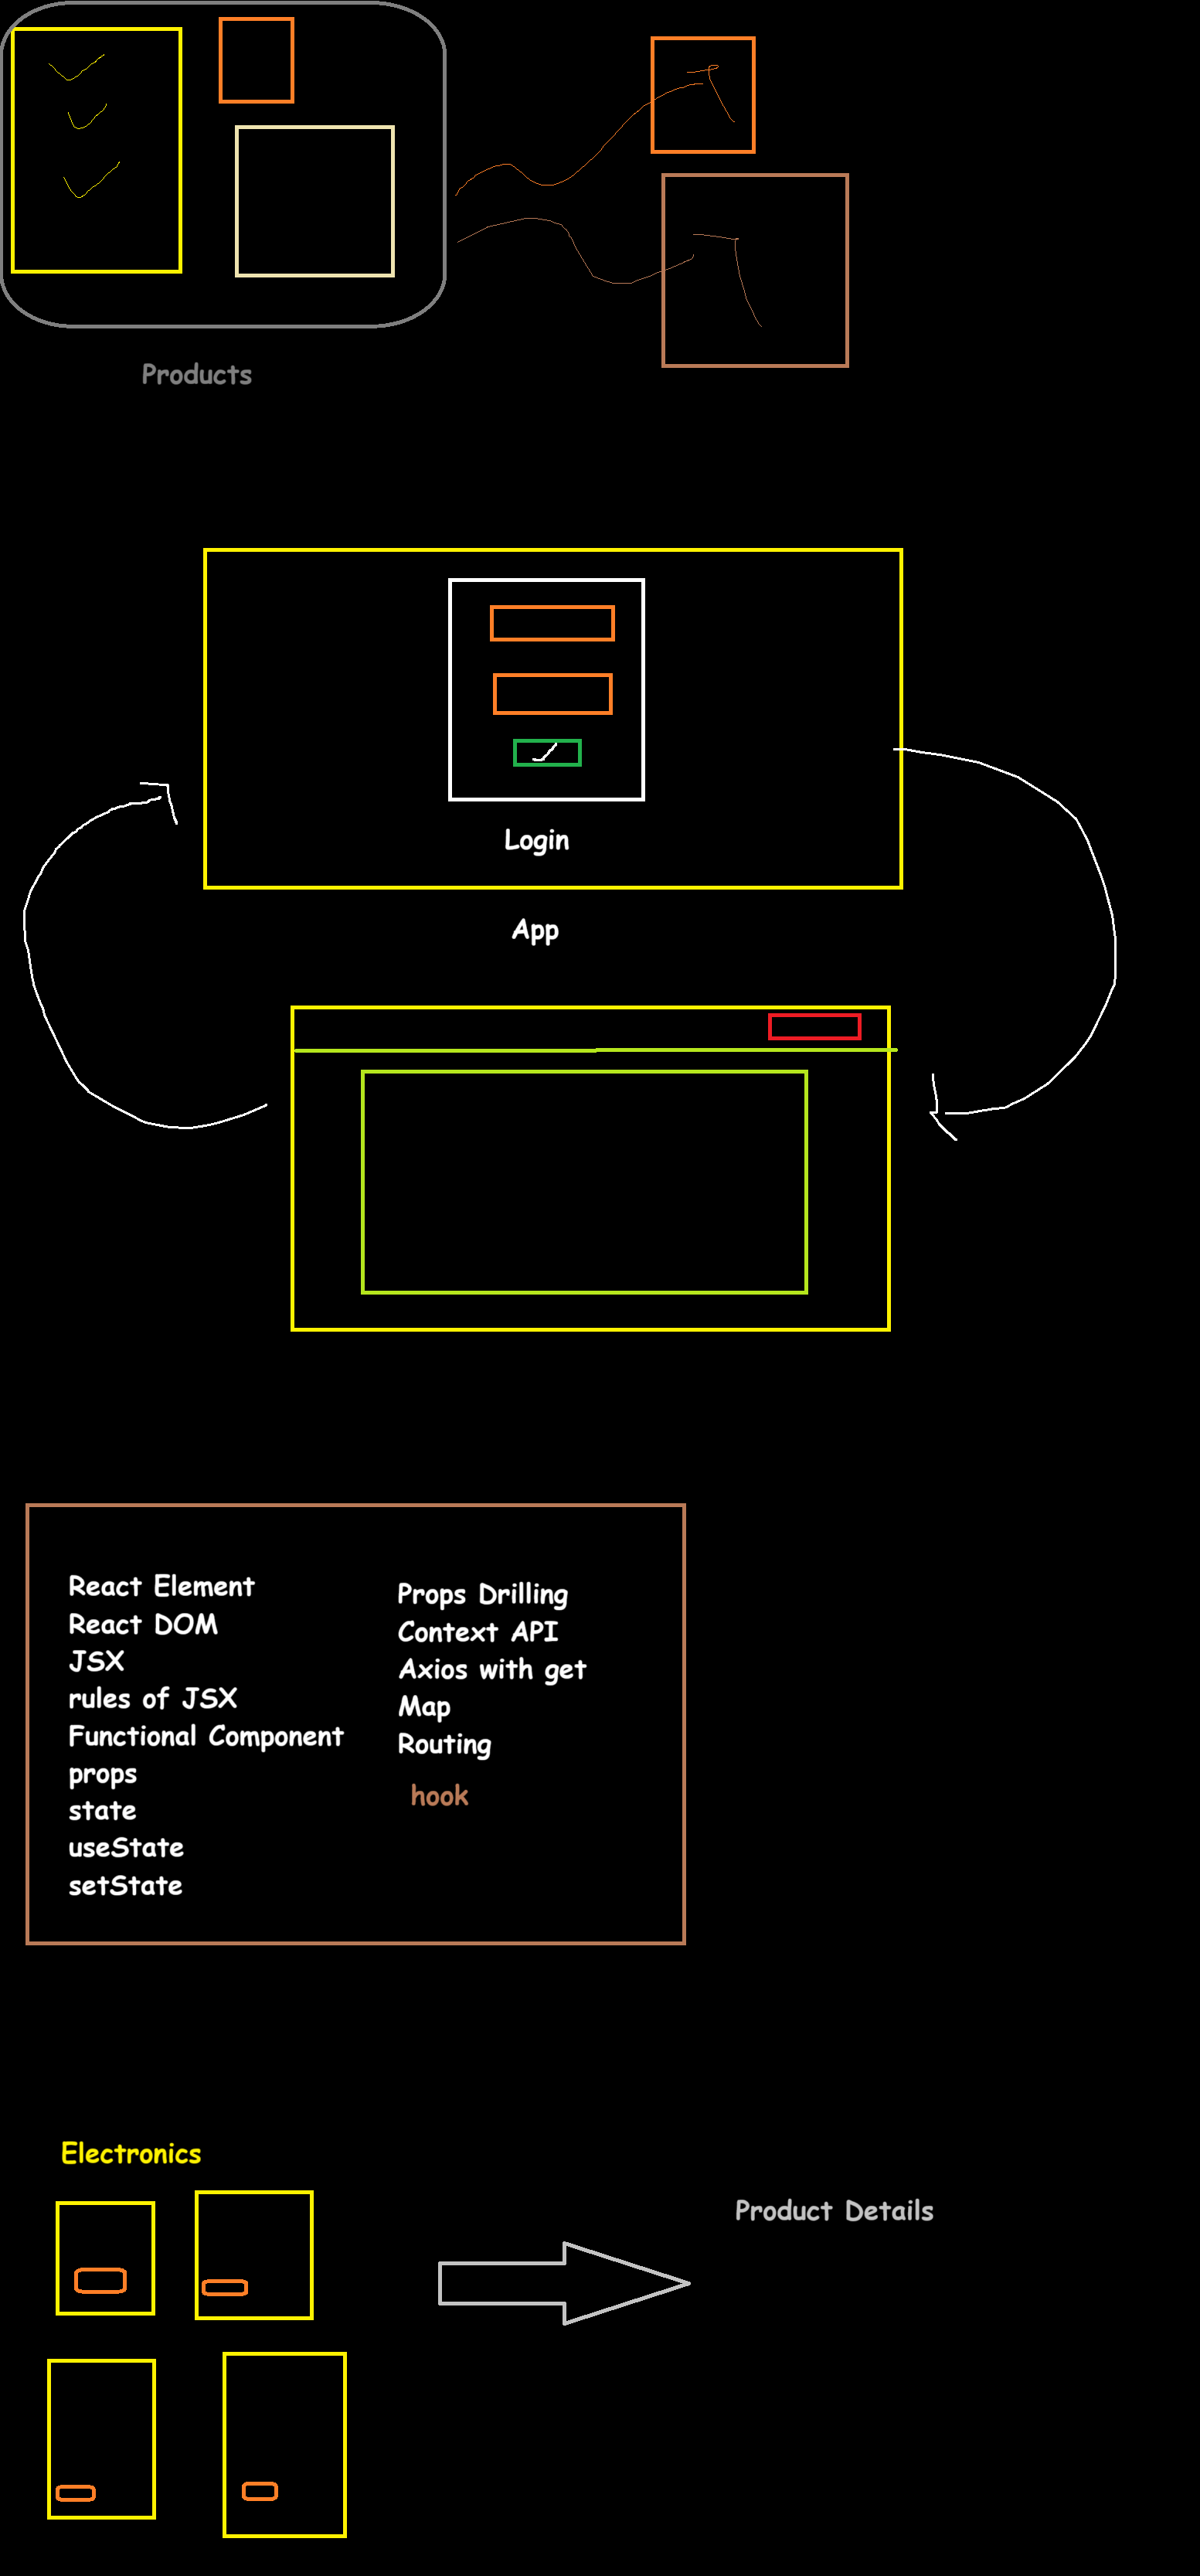 Products
Login
App
React Element
React DOM
JSX
rules of JSX
Functional Component
props
state
useState
setState
Props Drilling
Context API
Axios with get
Map
Routing
hook
Electronics
Product Details